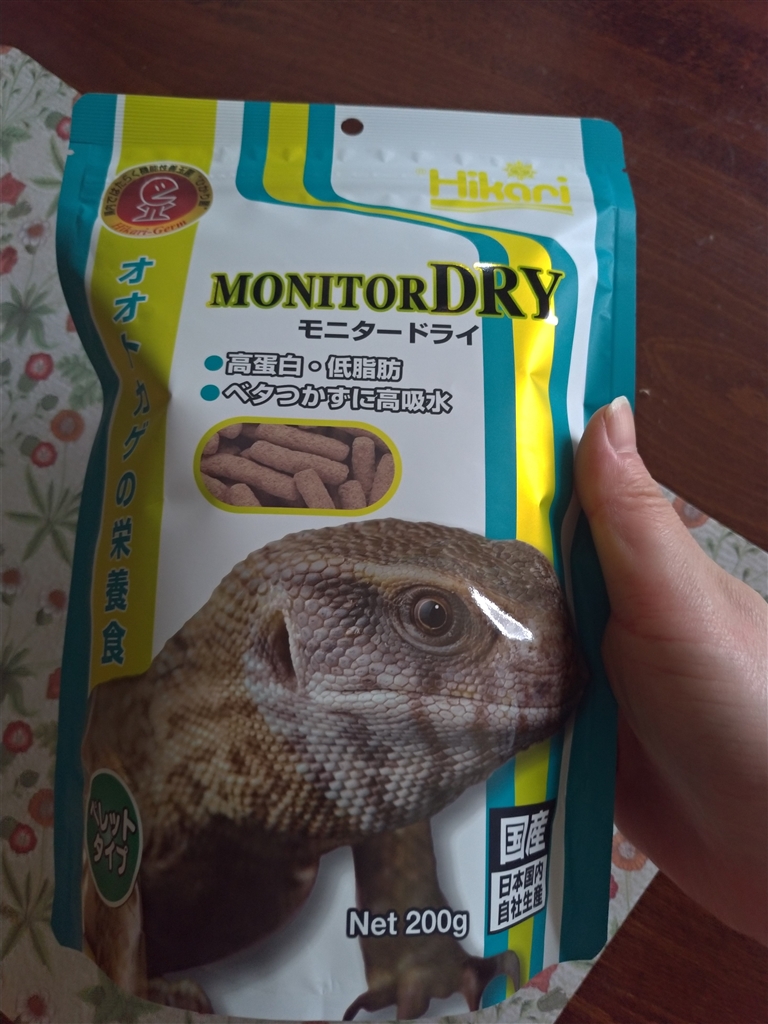 Hikari
Hikari-Germ
MONITOR DRY
モニタードライ
高蛋白・低脂肪
ベタつかずに高吸水
オオトカゲの栄養食
ペレット
タイプ
国産
日本国内
自社生産
Net 200g